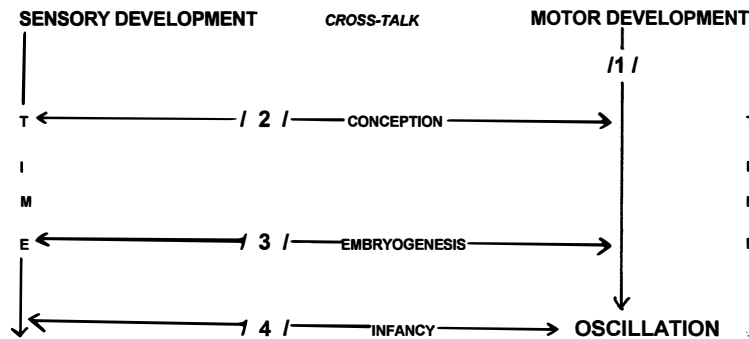 SENSORY DEVELOPMENT CROSS-TALK MOTOR DEVELOPMENT
/1/
T / 2 / CONCEPTION
I
M
E / 3 / EMBRYOGENESIS
/ 4 / INFANCY OSCILLATION